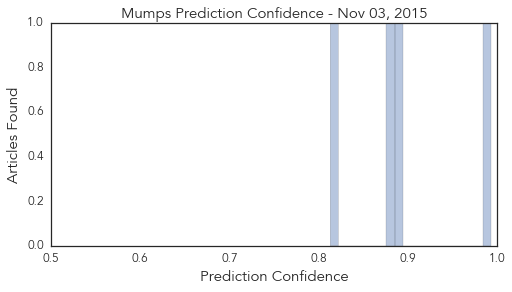 Mumps Prediction Confidence - Nov 03, 2015
Articles Found
1.0
0.8
0.6
0.4
0.2
0.0
0.5 0.6 0.7 0.8 0.9 1.0
Prediction Confidence